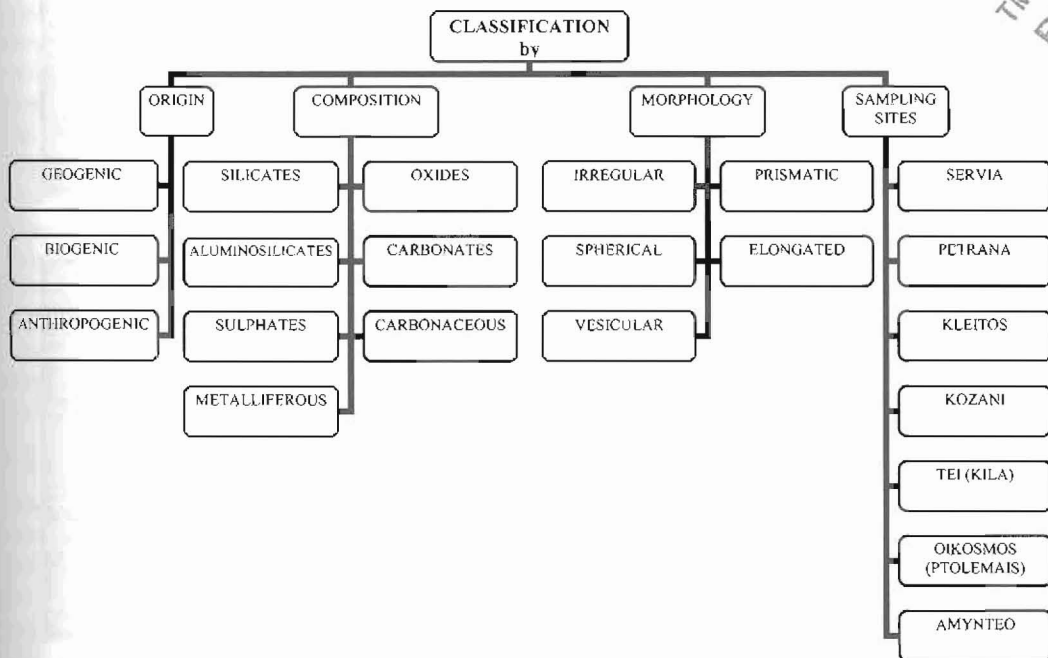 CLASSIFICATION
by
ORIGIN
COMPOSITION
MORPHOLOGY
SAMPLING
SITES
GEOGENIC
SILICATES
OXIDES
IRREGULAR
PRISMATIC
SERVIA
BIOGENIC
ALUMINOSILICATES
CARBONATES
SPHERICAL
ELONGATED
PETRANA
ANTHROPOGENIC
SULPHATES
CARBONACEOUS
VESICULAR
KLEITOS
METALLIFEROUS
KOZANI
TEI (KILA)
OIKOSMOS
(PTOLEMAIS)
AMYNTEO